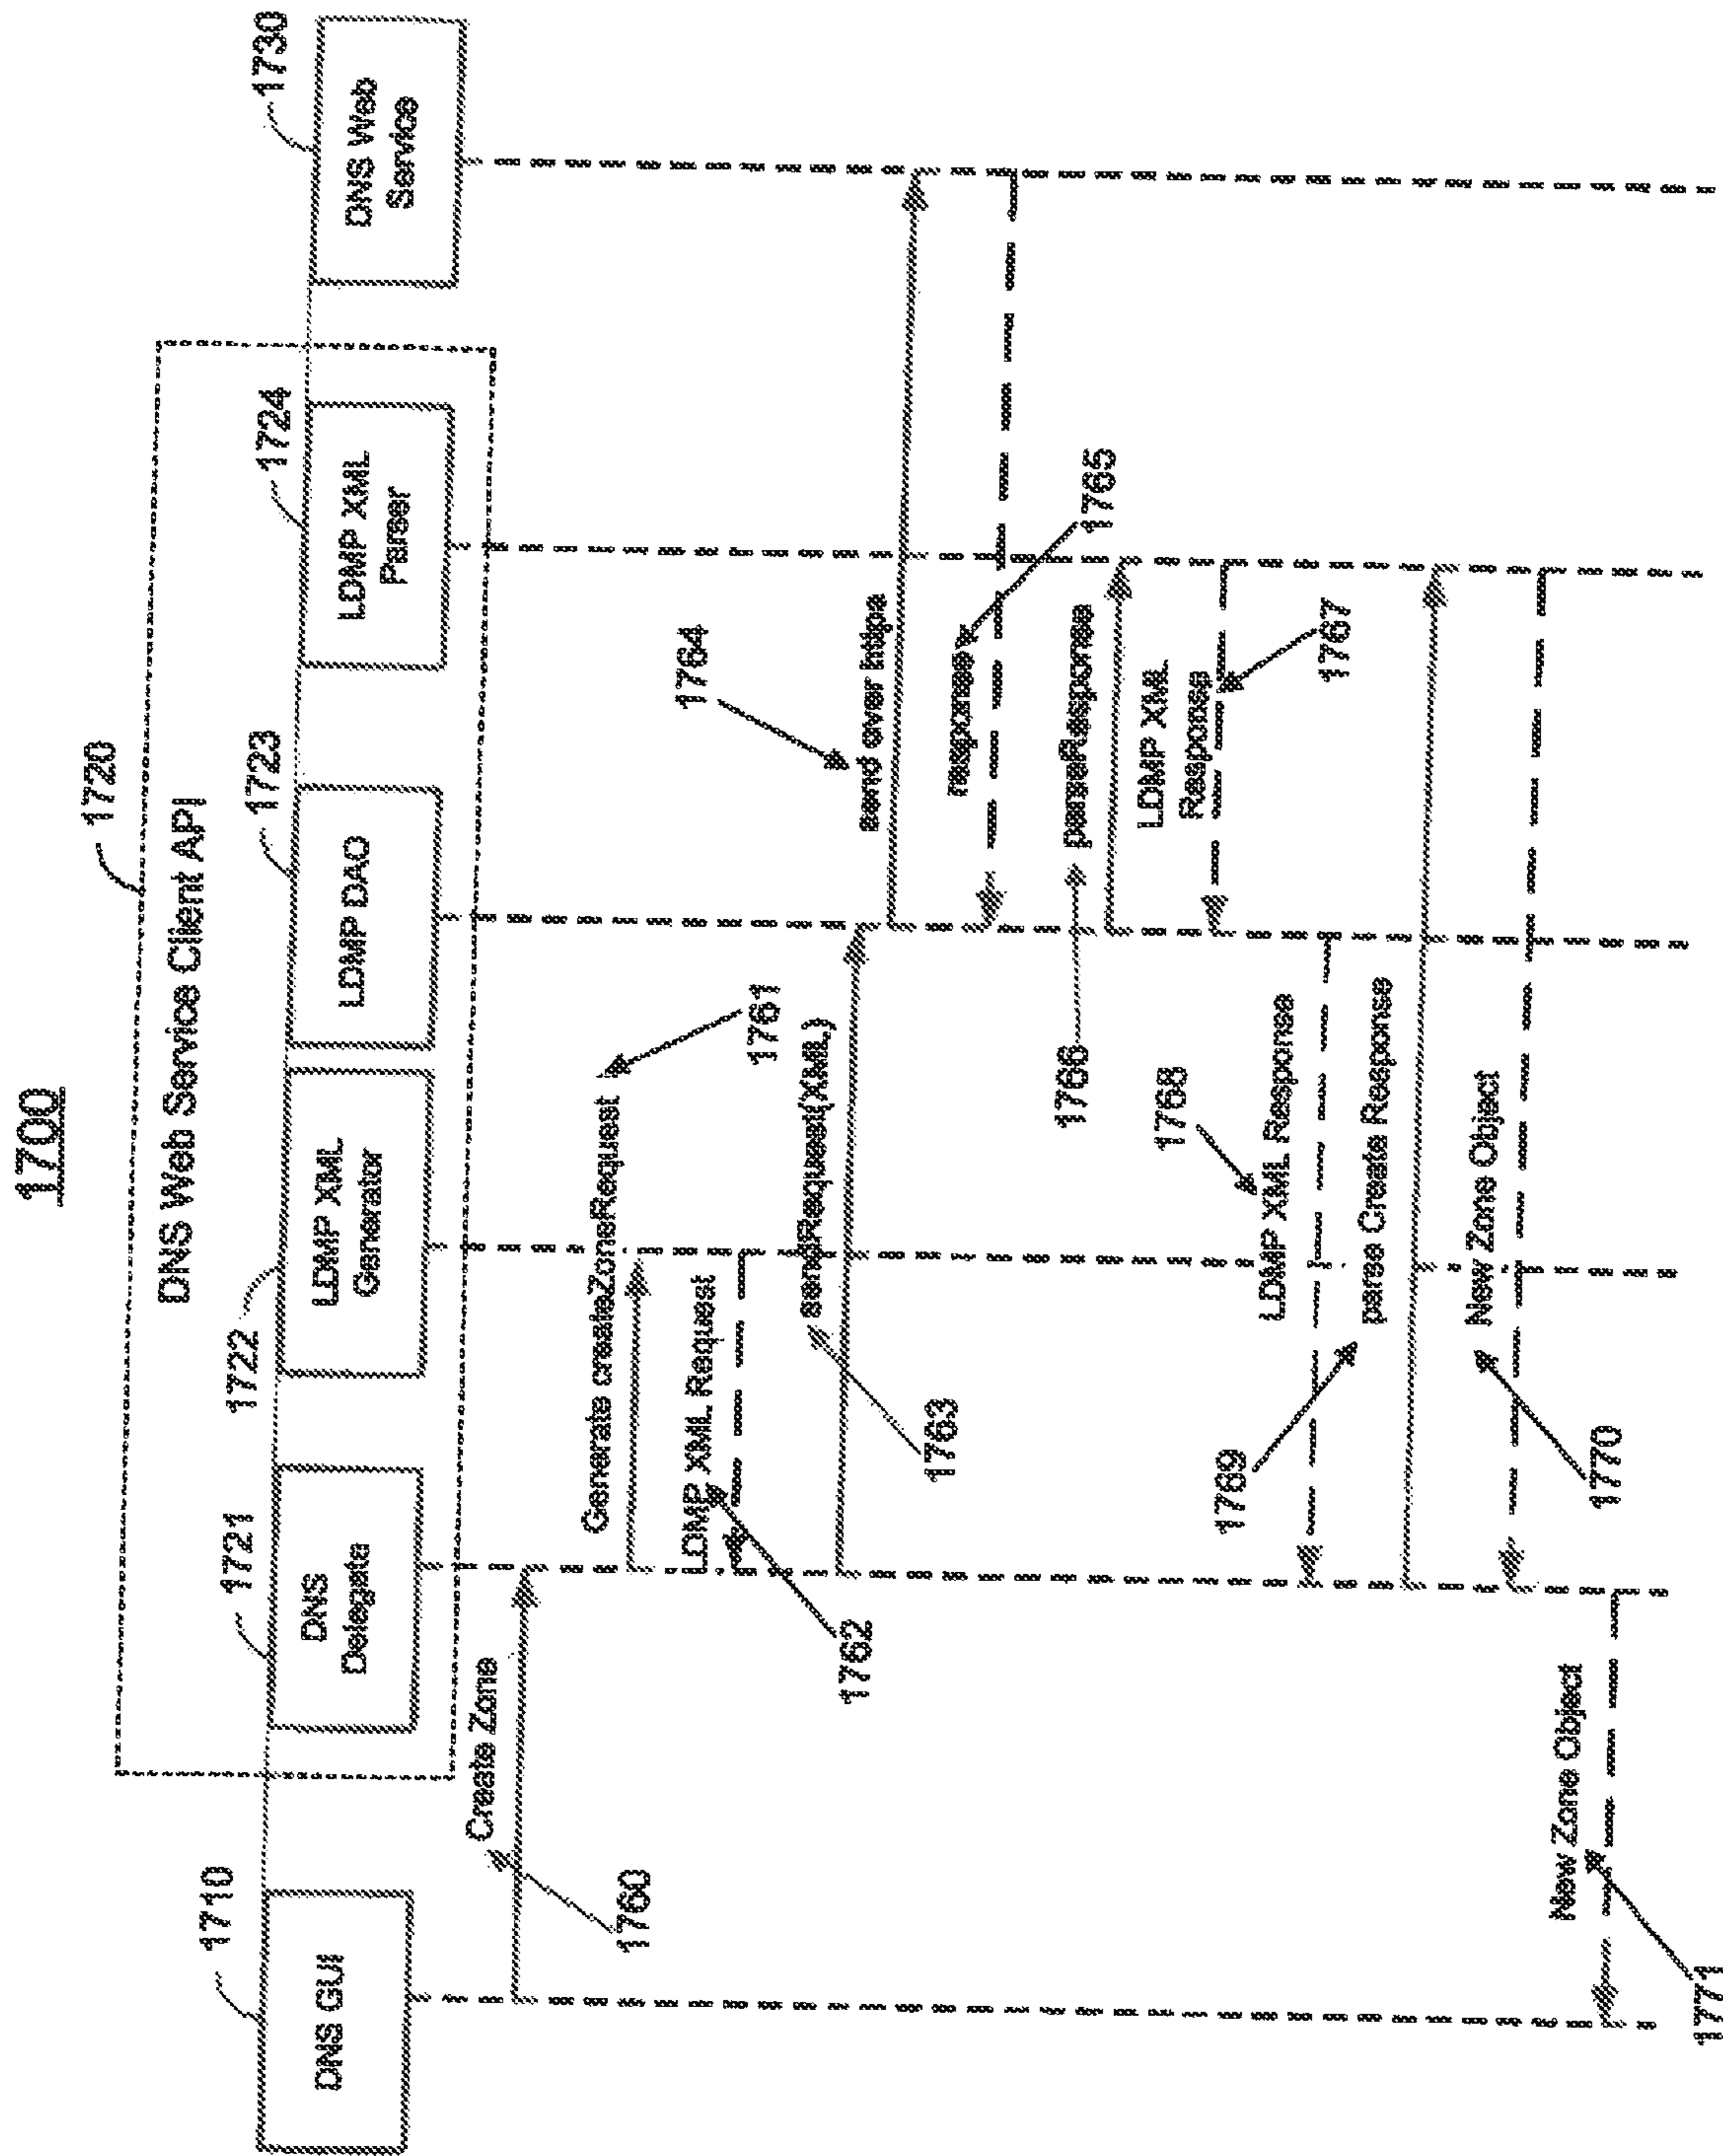 1700
1720
DNS Web Service Client API
1710
1721
1722
1723
1724
1730
DNS GUI
DNS
Delegate
LDMP XML
Generator
LDMP DAO
LDMP XML
Parser
DNS Web
Service
Create Zone
1760
Generate createZoneRequest
1761
LDMP XML Request
1762
sendRequest(XML)
1763
1764
send over https
response
1765
1766
parseResponse
LDMP XML
Response
1767
1768
LDMP XML Response
1769
parse Create Response
New Zone Object
1770
New Zone Object
1771